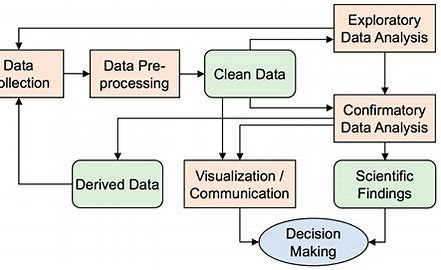 Exploratory
Data Analysis
Data
ollection
Data Pre-
processing
Clean Data
Confirmatory
Data Analysis
Derived Data
Visualization /
Communication
Scientific
Findings
Decision
Making